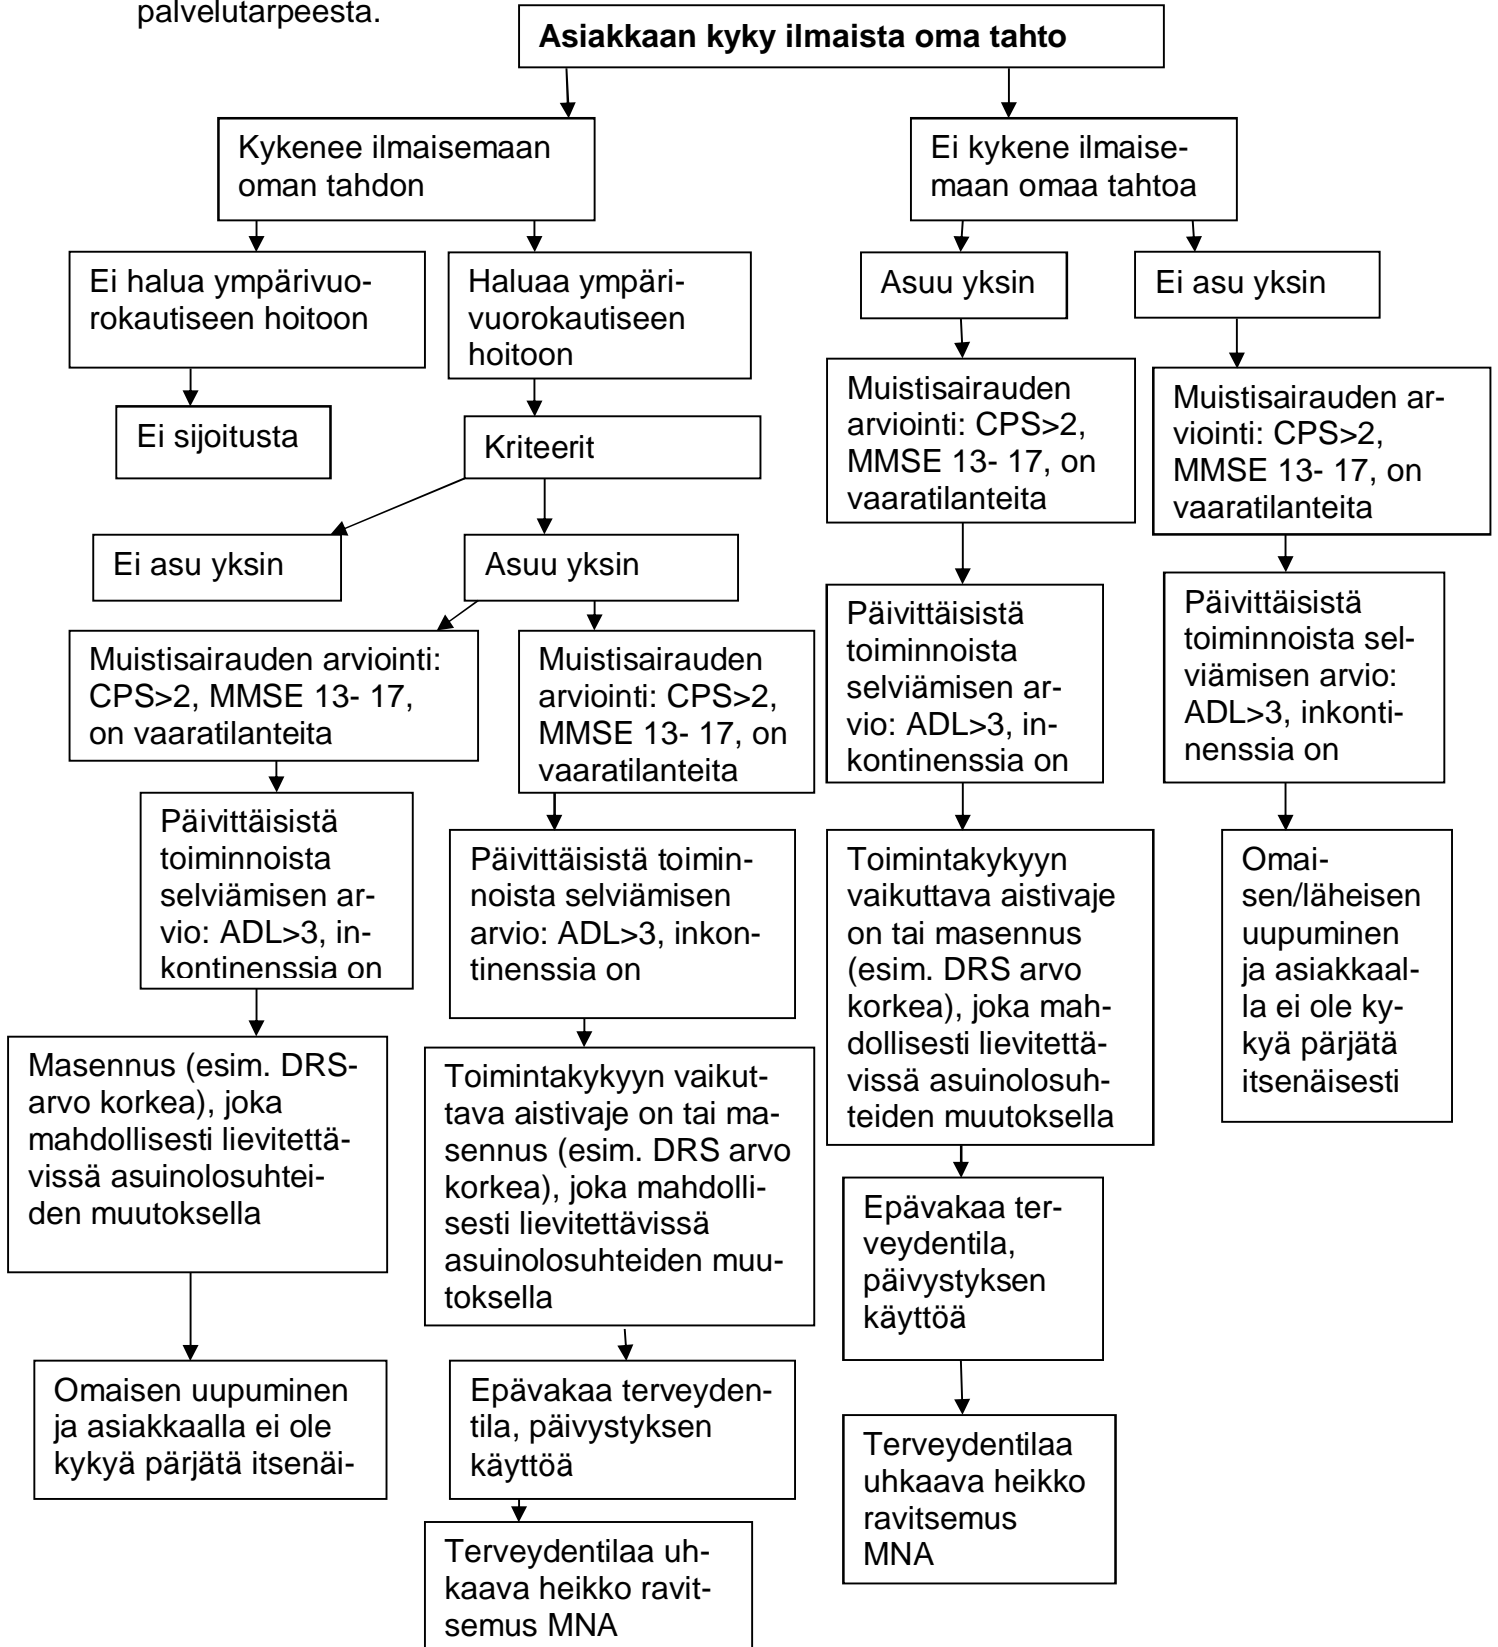 palvelutarpeesta.
Asiakkaan kyky ilmaista oma tahto
Kykenee ilmaisemaan
oman tahdon
Ei kykene ilmaise-
maan omaa tahtoa
Ei halua ympärivuo-
rokautiseen hoitoon
Haluaa ympäri-
vuorokautiseen
hoitoon
Asuu yksin
Ei asu yksin
Ei sijoitusta
Kriteerit
Muistisairauden
arviointi: CPS>2,
MMSE 13- 17, on
vaaratilanteita
Muistisairauden ar-
viointi: CPS>2,
MMSE 13- 17, on
vaaratilanteita
Ei asu yksin
Asuu yksin
Muistisairauden arviointi:
CPS>2, MMSE 13- 17,
on vaaratilanteita
Muistisairauden
arviointi: CPS>2,
MMSE 13- 17, on
vaaratilanteita
Päivittäisistä
toiminnoista
selviämisen ar-
vio: ADL>3, in-
kontinenssia on
Päivittäisistä
toiminnoista sel-
viämisen arvio:
ADL>3, inkonti-
nenssia on
Päivittäisistä
toiminnoista
selviämisen ar-
vio: ADL>3, in-
kontinenssia on
Päivittäisistä toimin-
noista selviämisen
arvio: ADL>3, inkon-
tinenssia on
Toimintakykyyn
vaikuttava aistivaje
on tai masennus
(esim. DRS arvo
korkea), joka mah-
dollisesti lievitettä-
vissä asuinolosuh-
teiden muutoksella
Omai-
sen/läheisen
uupuminen
ja asiakkaal-
la ei ole ky-
kyä pärjätä
itsenäisesti
Masennus (esim. DRS-
arvo korkea), joka
mahdollisesti lievitettä-
vissä asuinolosuhtei-
den muutoksella
Toimintakykyyn vaikut-
tava aistivaje on tai ma-
sennus (esim. DRS arvo
korkea), joka mahdolli-
sesti lievitettävissä
asuinolosuhteiden muu-
toksella
Epävakaa ter-
veydentila,
päivystyksen
käyttöä
Omaisen uupuminen
ja asiakkaalla ei ole
kykyä pärjätä itsenäi-
Epävakaa terveyden-
tila, päivystyksen
käyttöä
Terveydentilaa
uhkaava heikko
ravitsemus
MNA
Terveydentilaa uh-
kaava heikko ravit-
semus MNA